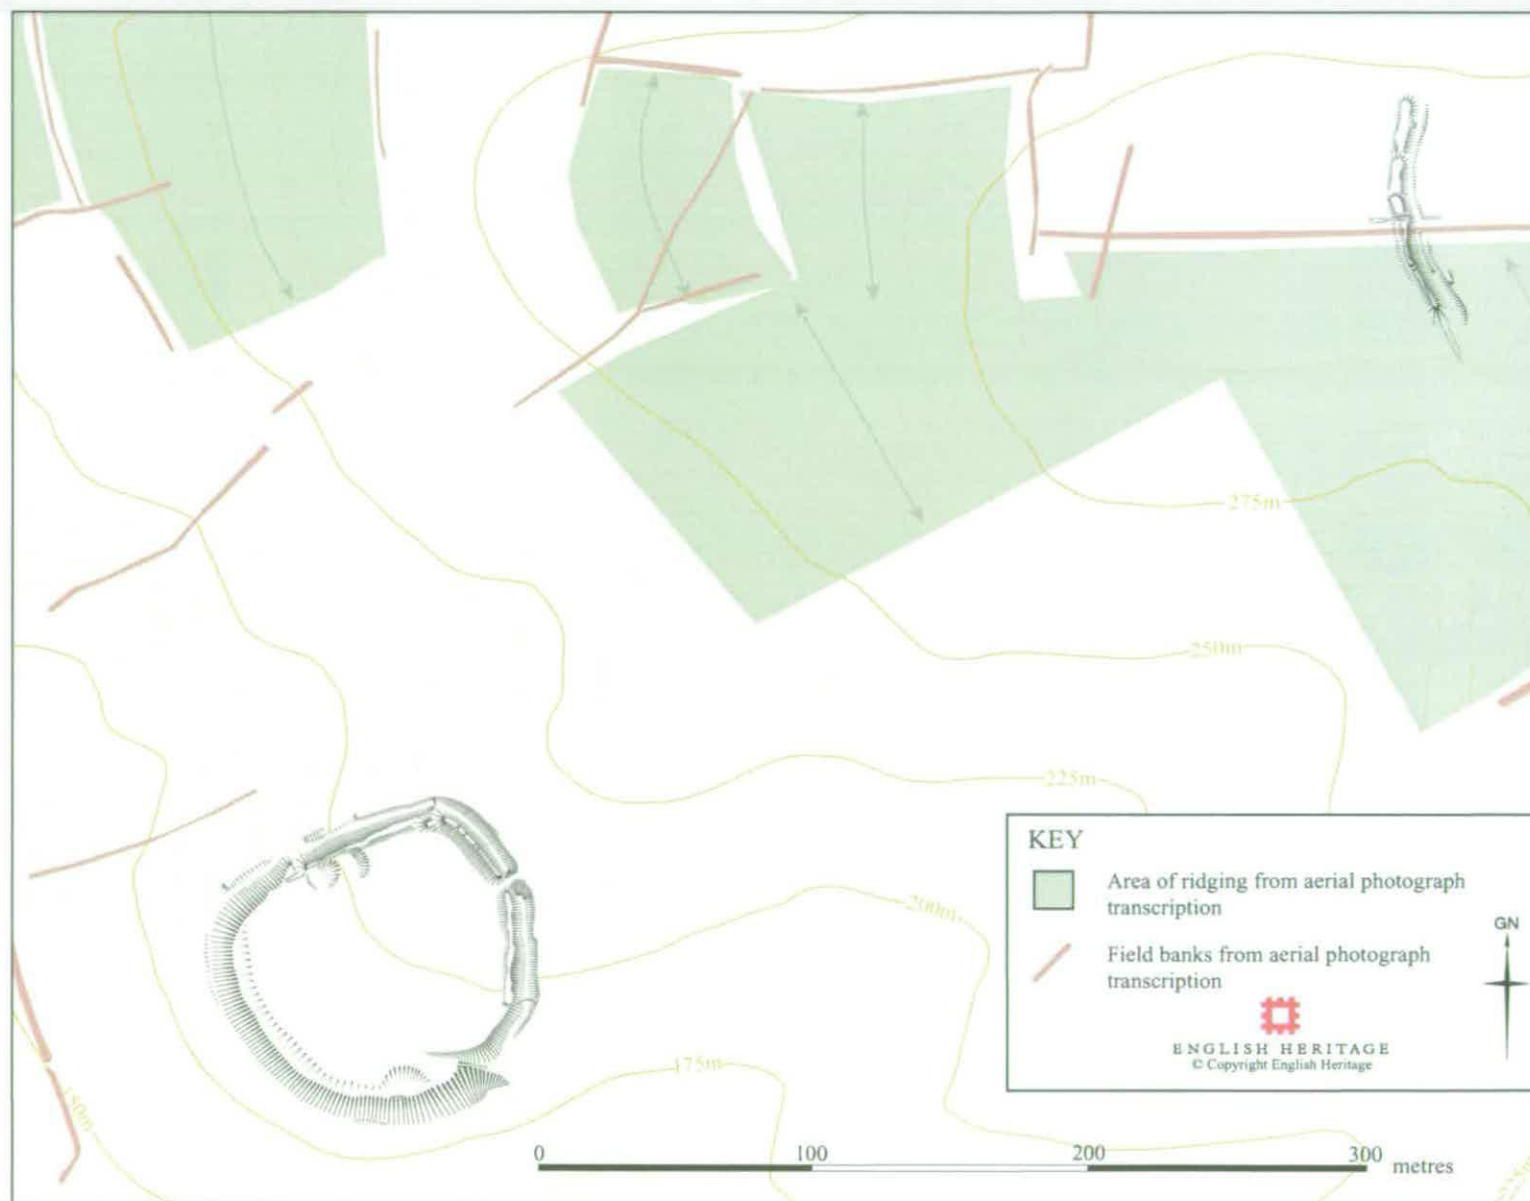 275m
250m
225m
200m
175m
150m
KEY
Area of ridging from aerial photograph
transcription
Field banks from aerial photograph
transcription
GN
ENGLISH HERITAGE
© Copyright English Heritage
0 100 200 300 metres